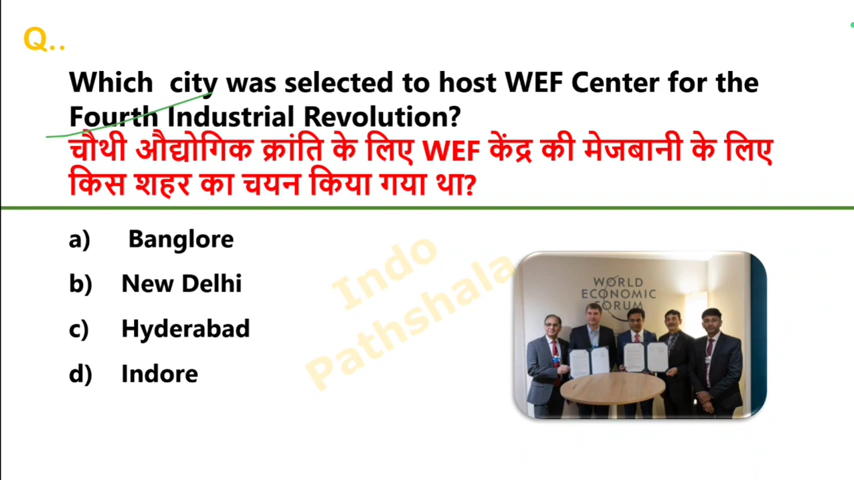 Q..
Which city was selected to host WEF Center for the
Fourth Industrial Revolution?
चौथी औद्योगिक क्रांति के लिए WEF केंद्र की मेजबानी के लिए
किस शहर का चयन किया गया था?
a) Banglore
b) New Delhi
c) Hyderabad
d) Indore
Indo
Pathshala
WORLD
ECONOMIC
FORUM